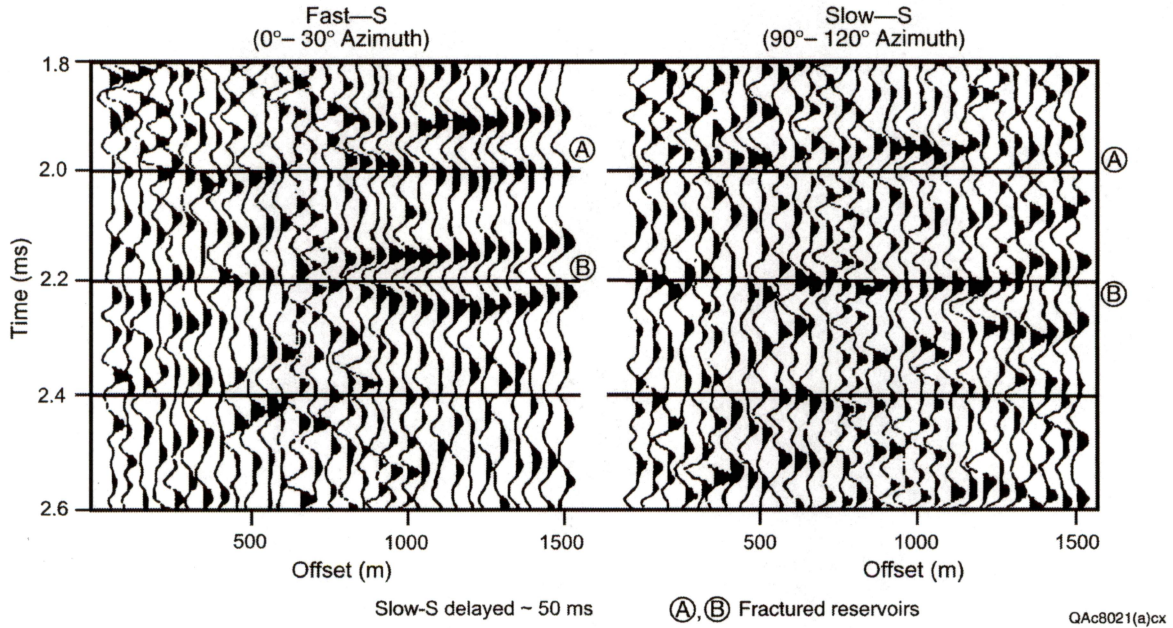 Fast—S
(0°– 30° Azimuth)
Slow—S
(90°– 120° Azimuth)
1.8
2.0
2.2
2.4
2.6
Time (ms)
A
B
A
B
500
1000
1500
500
1000
1500
Offset (m)
Offset (m)
Slow-S delayed ~ 50 ms
A, B Fractured reservoirs
QAc8021(a)cx